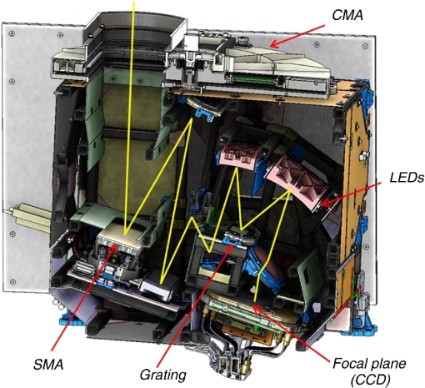 CMA
LEDs
SMA
Grating
Focal plane
(CCD)